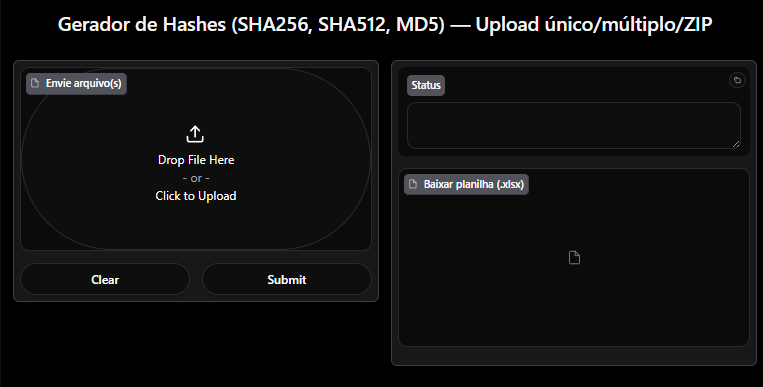 Gerador de Hashes (SHA256, SHA512, MD5) — Upload único/múltiplo/ZIP
Envie arquivo(s)
Drop File Here
- or -
Click to Upload
Clear
Submit
Status
Baixar planilha (.xlsx)